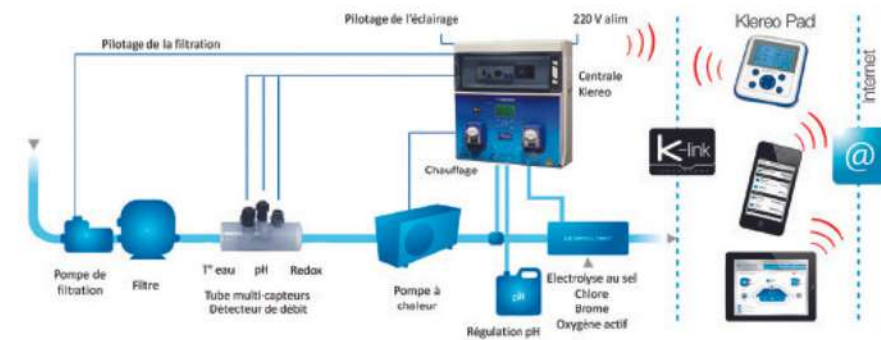 Pilotage de l'éclairage
220 V alim
Klereo Pad
Pilotage de la filtration
Centrale
Klereo
internet
K-link
@
Chauffage
T° eau
pH
Redox
Pompe de
filtration
Filtre
Tube multi-capteurs
Détecteur de débit
Pompe à
chaleur
pH
Régulation pH
Electrolyse au sel
Chlore
Brome
Oxygène actif